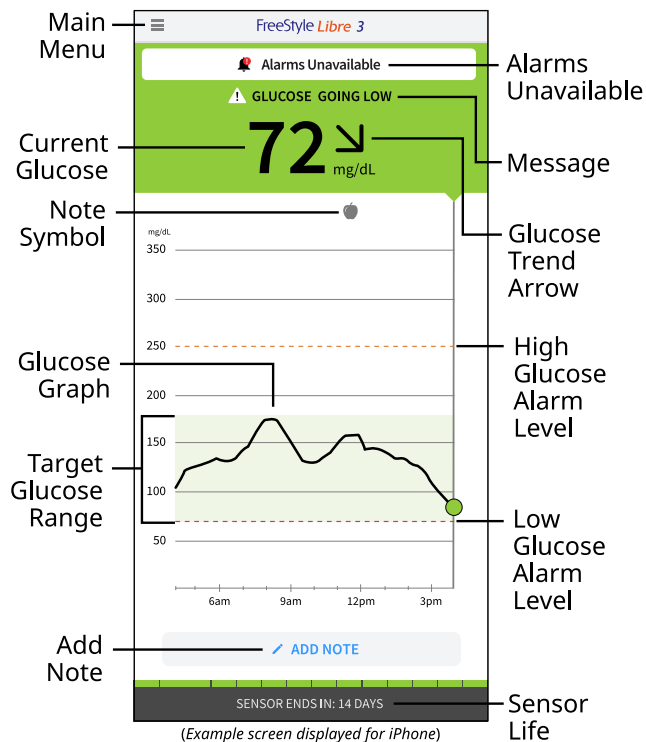 Main
Menu
FreeStyle Libre 3
Alarms Unavailable
Alarms
Unavailable
GLUCOSE GOING LOW
Message
Current
Glucose
72
mg/dL
Note
Symbol
Glucose
Trend
Arrow
mg/dL
350
300
250
200
150
100
50
High
Glucose
Alarm
Level
Glucose
Graph
Target
Glucose
Range
Low
Glucose
Alarm
Level
6am 9am 12pm 3pm
Add
Note
ADD NOTE
SENSOR ENDS IN: 14 DAYS
Sensor
Life
(Example screen displayed for iPhone)